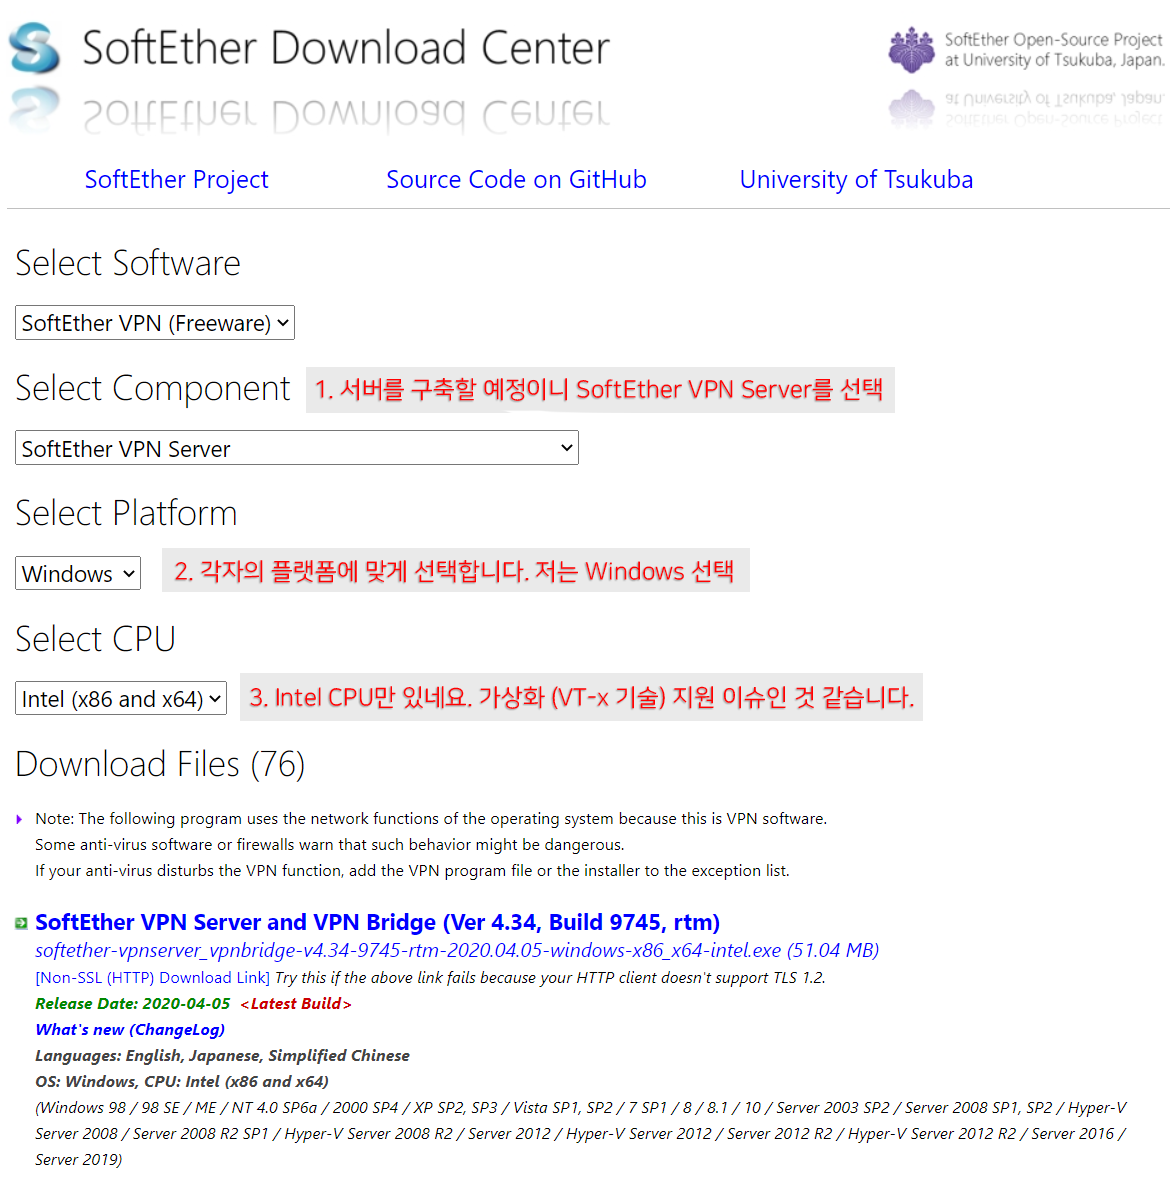 SoftEther Download Center
SoftEther Open-Source Project
at University of Tsukuba, Japan.
SoftEther Project
Source Code on GitHub
University of Tsukuba
Select Software
SoftEther VPN (Freeware)
Select Component
1. 서버를 구축할 예정이니 SoftEther VPN Server를 선택
SoftEther VPN Server
Select Platform
Windows
2. 각자의 플랫폼에 맞게 선택합니다. 저는 Windows 선택
Select CPU
Intel (x86 and x64)
3. Intel CPU만 있네요. 가상화 (VT-x 기술) 지원 이슈인 것 같습니다.
Download Files (76)
Note: The following program uses the network functions of the operating system because this is VPN software.
Some anti-virus software or firewalls warn that such behavior might be dangerous.
If your anti-virus disturbs the VPN function, add the VPN program file or the installer to the exception list.
SoftEther VPN Server and VPN Bridge (Ver 4.34, Build 9745, rtm)
softether-vpnserver_vpnbridge-v4.34-9745-rtm-2020.04.05-windows-x86_x64-intel.exe (51.04 MB)
[Non-SSL (HTTP) Download Link] Try this if the above link fails because your HTTP client doesn't support TLS 1.2.
Release Date: 2020-04-05 <Latest Build>
What's new (ChangeLog)
Languages: English, Japanese, Simplified Chinese
OS: Windows, CPU: Intel (x86 and x64)
(Windows 98 / 98 SE / ME / NT 4.0 SP6a / 2000 SP4 / XP SP2, SP3 / Vista SP1, SP2 / 7 SP1 / 8 / 8.1 / 10 / Server 2003 SP2 / Server 2008 SP1, SP2 / Hyper-V
Server 2008 / Server 2008 R2 SP1 / Hyper-V Server 2008 R2 / Server 2012 / Hyper-V Server 2012 / Server 2012 R2 / Hyper-V Server 2012 R2 / Server 2016 /
Server 2019)